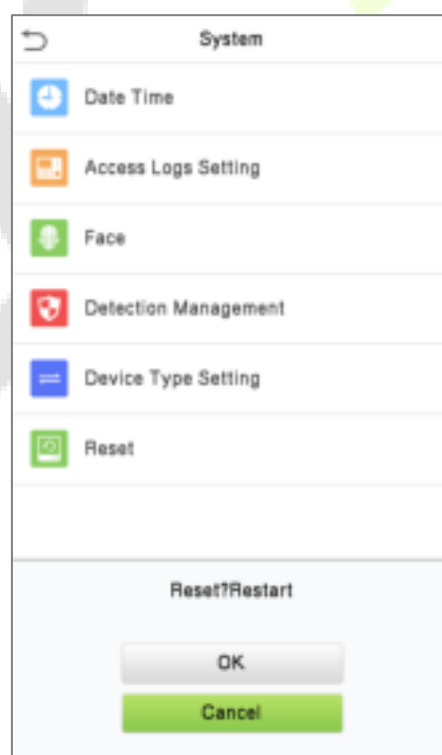 System
Date Time
Access Logs Setting
Face
Detection Management
Device Type Setting
Reset
Reset?Restart
OK
Cancel